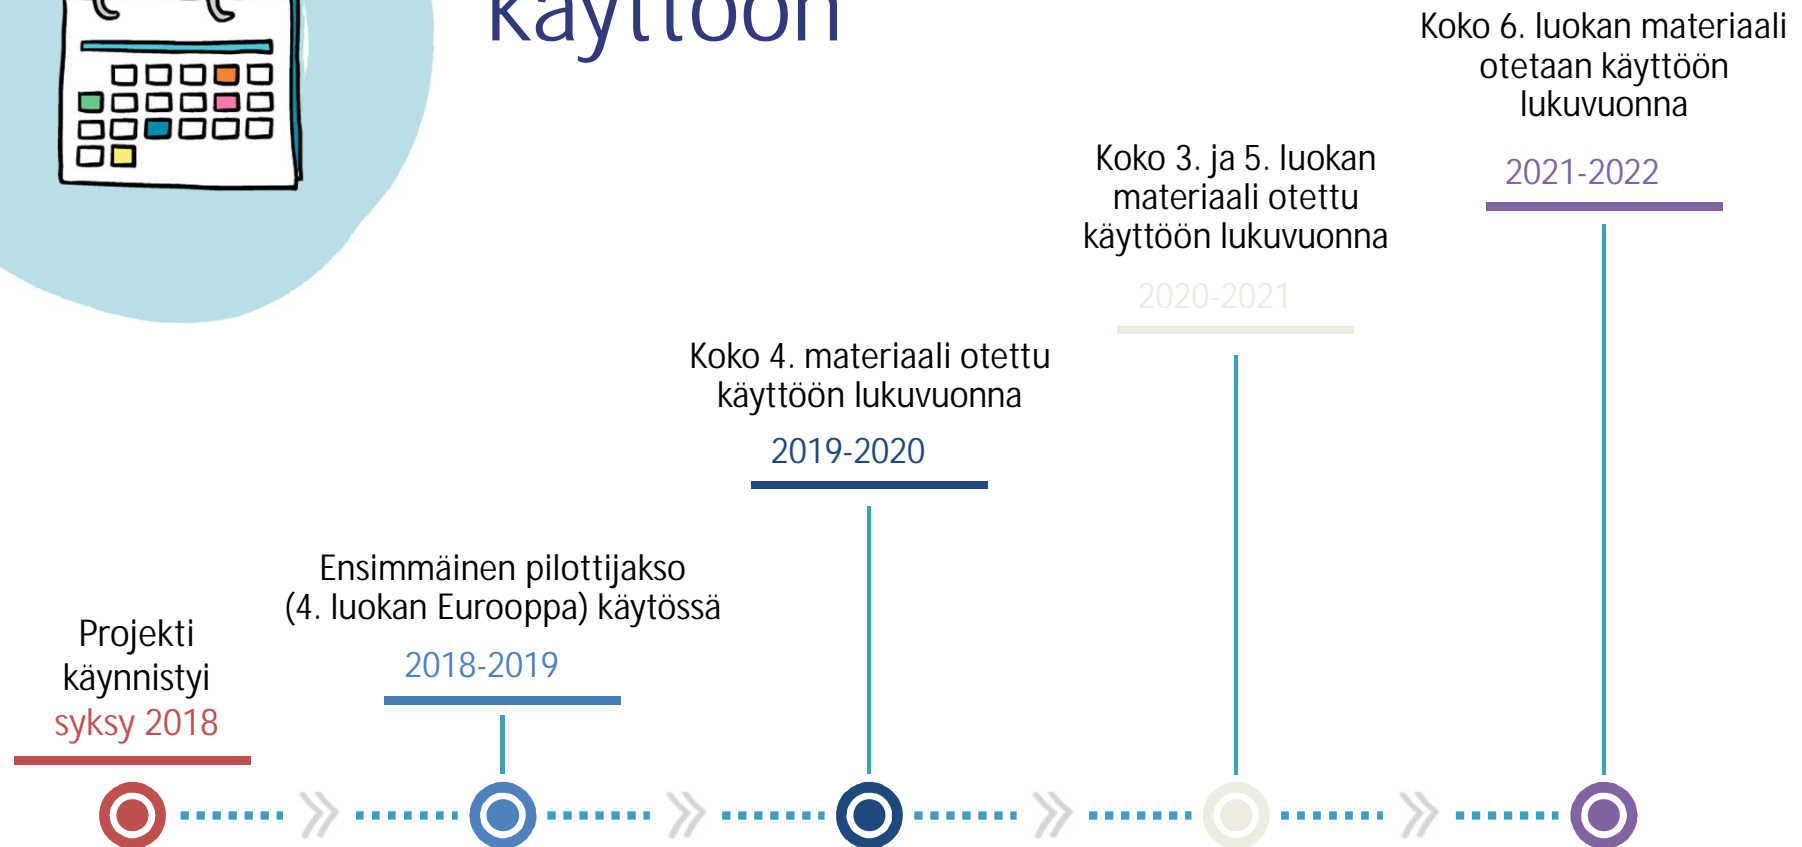 käyttöön
Projekti
käynnistyi
syksy 2018
Ensimmäinen pilottijakso
(4. luokan Eurooppa) käytössä
2018-2019
Koko 4. materiaali otettu
käyttöön lukuvuonna
2019-2020
Koko 3. ja 5. luokan
materiaali otettu
käyttöön lukuvuonna
2020-2021
Koko 6. luokan materiaali
otetaan käyttöön
lukuvuonna
2021-2022